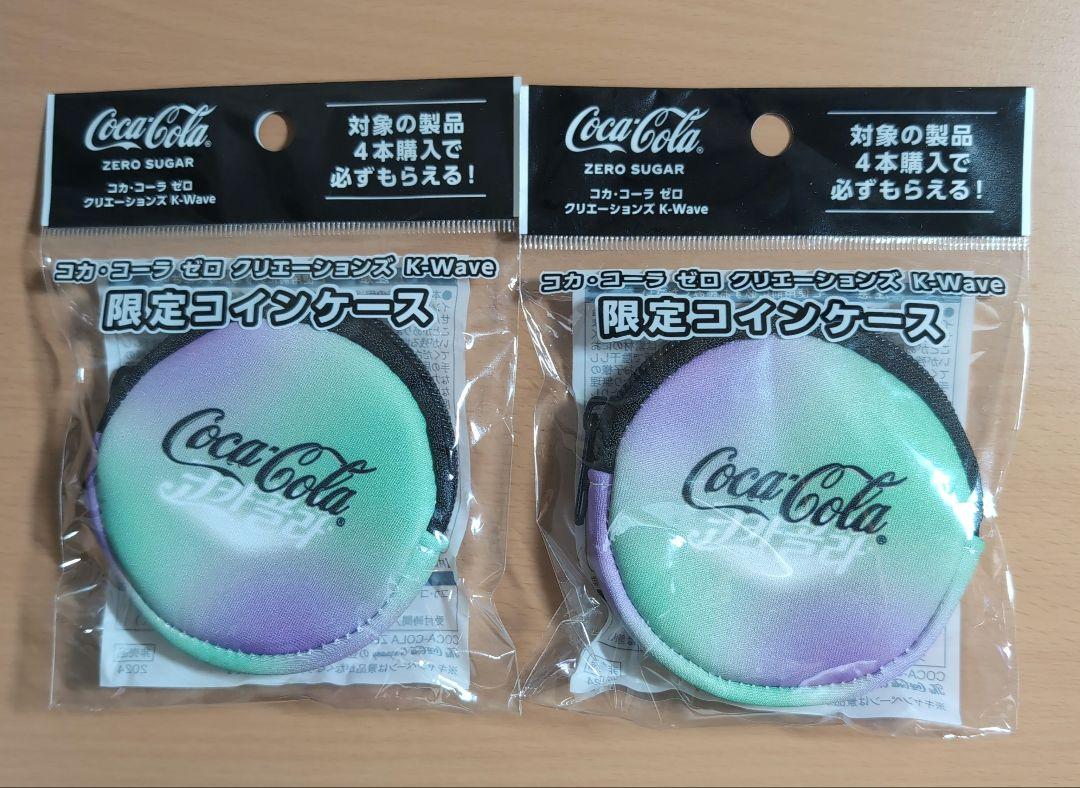 Coca-Cola
ZERO SUGAR
コカ・コーラ ゼロ
クリエーションズ K-Wave
対象の製品
4本購入で
必ずもらえる!
コカ・コーラ ゼロ クリエーションズ K-Wave
限定コインケース
Coca-Cola
코카콜라
2024
Coca-Cola
ZERO SUGAR
コカ・コーラ ゼロ
クリエーションズ K-Wave
対象の製品
4本購入で
必ずもらえる!
コカ・コーラ ゼロ クリエーションズ K-Wave
限定コインケース
Coca-Cola
코카콜라